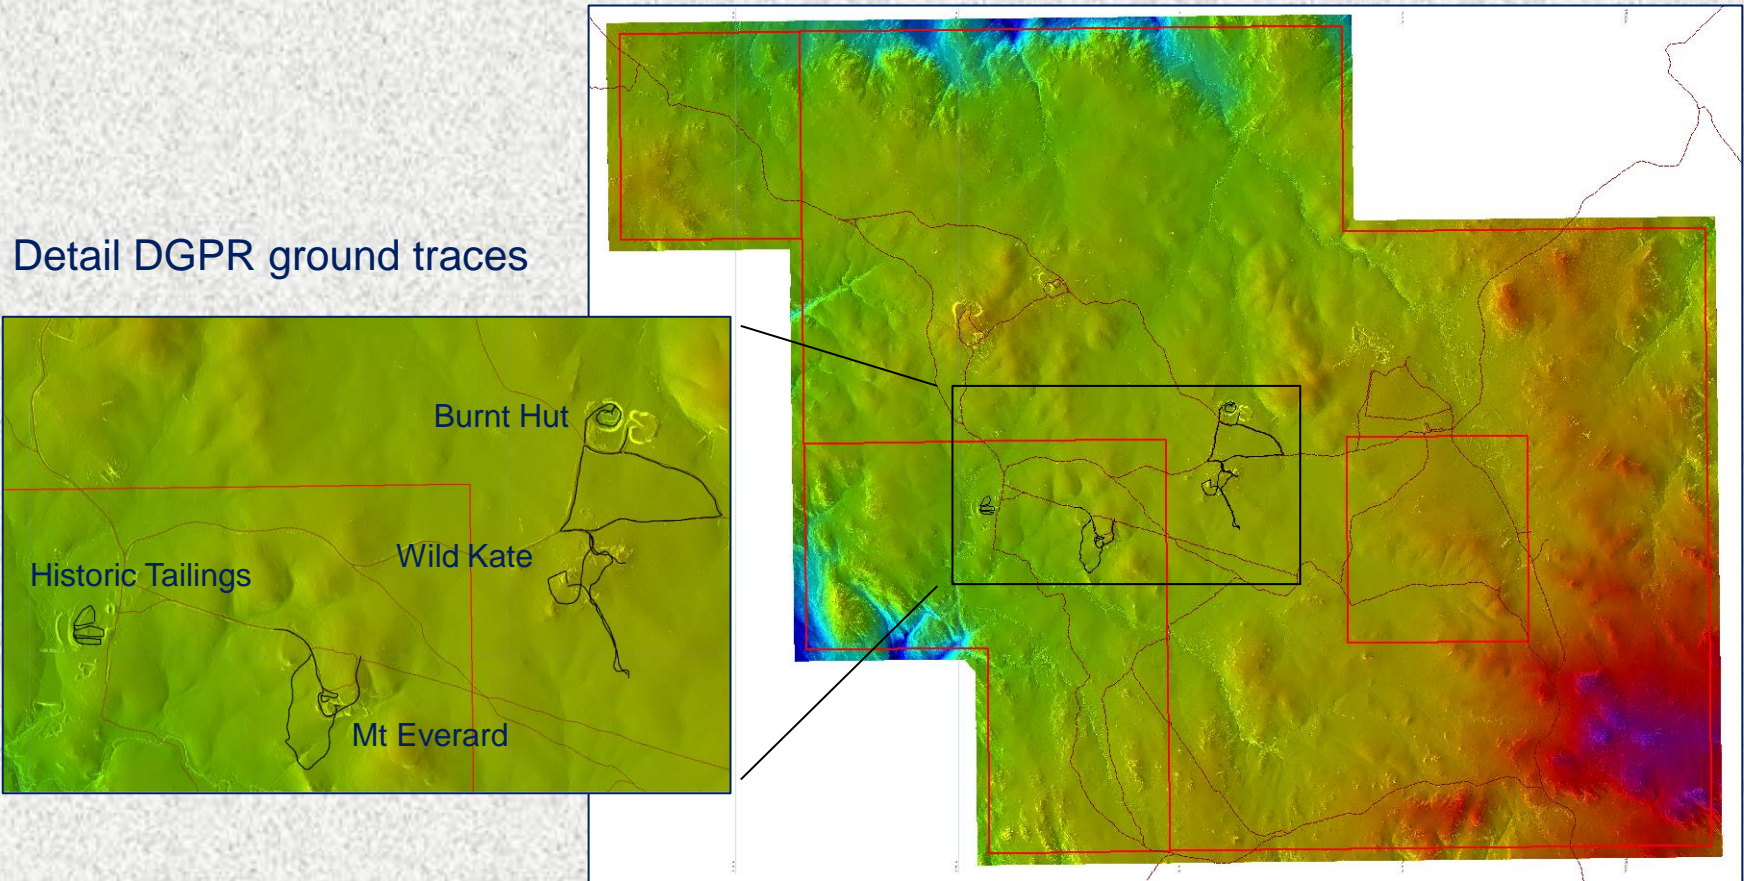 Detail DGPR ground traces
Burnt Hut
Wild Kate
Historic Tailings
Mt Everard